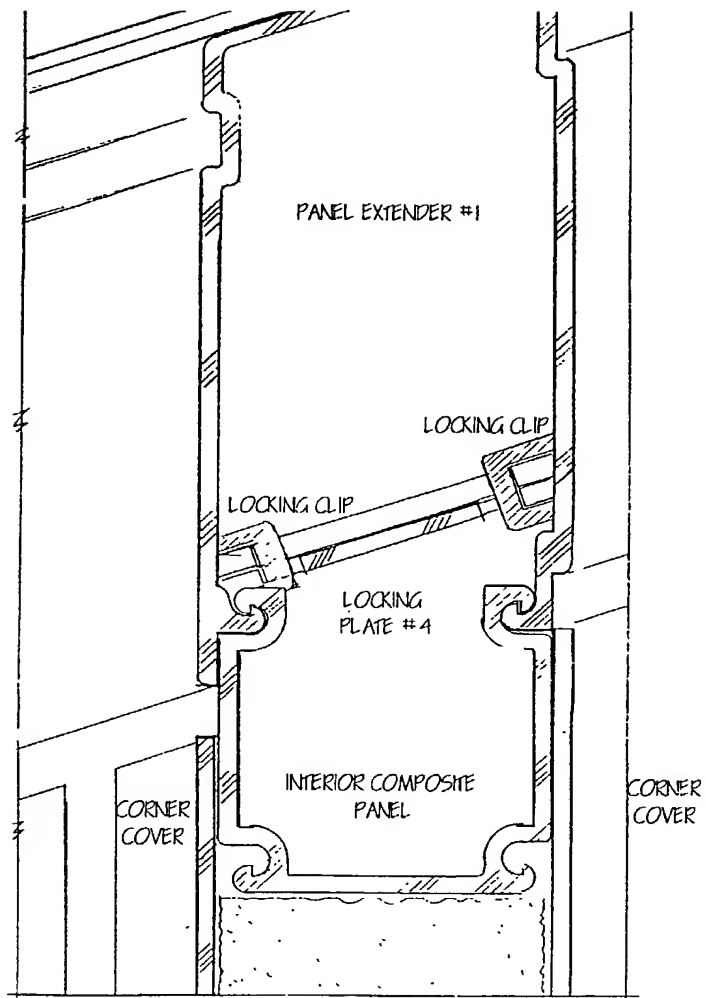 PANEL EXTENDER #1
LOCKING CLIP
LOCKING CLIP
LOCKING
PLATE #4
INTERIOR COMPOSITE
PANEL
CORNER
COVER
CORNER
COVER